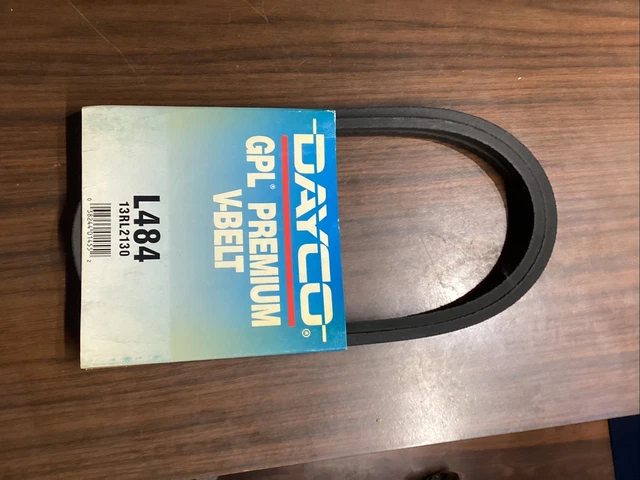 DAYCO®
GPL® PREMIUM
V-BELT
L484
13RL2130